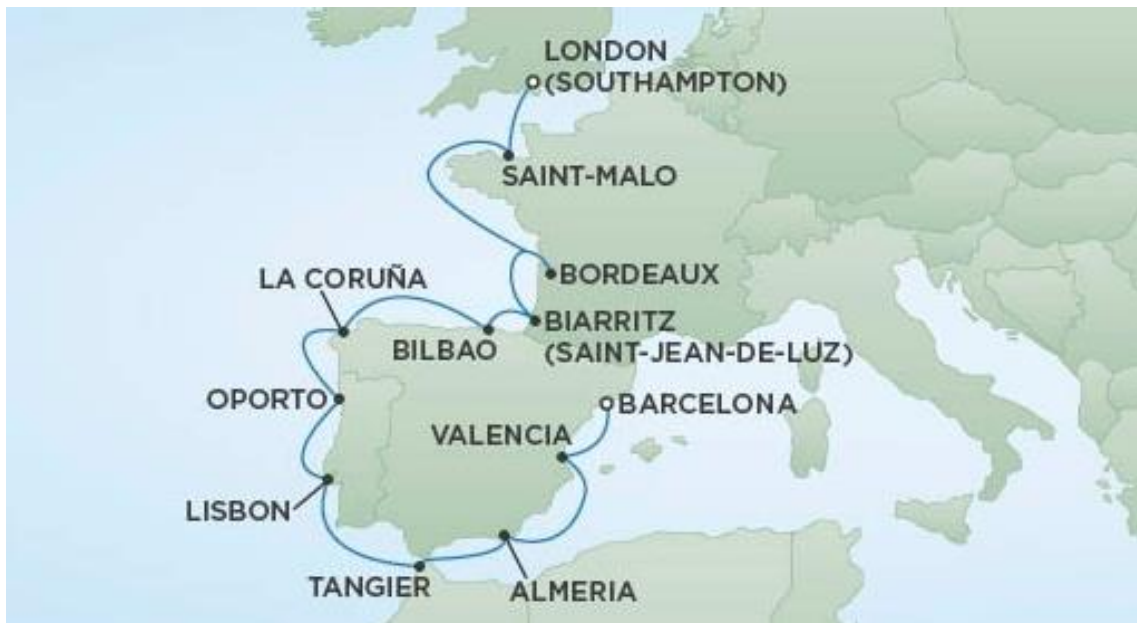 LONDON
(SOUTHAMPTON)
SAINT-MALO
BORDEAUX
LA CORUÑA
BIARRITZ
(SAINT-JEAN-DE-LUZ)
BILBAO
OPORTO
BARCELONA
VALENCIA
LISBON
TANGIER
ALMERIA